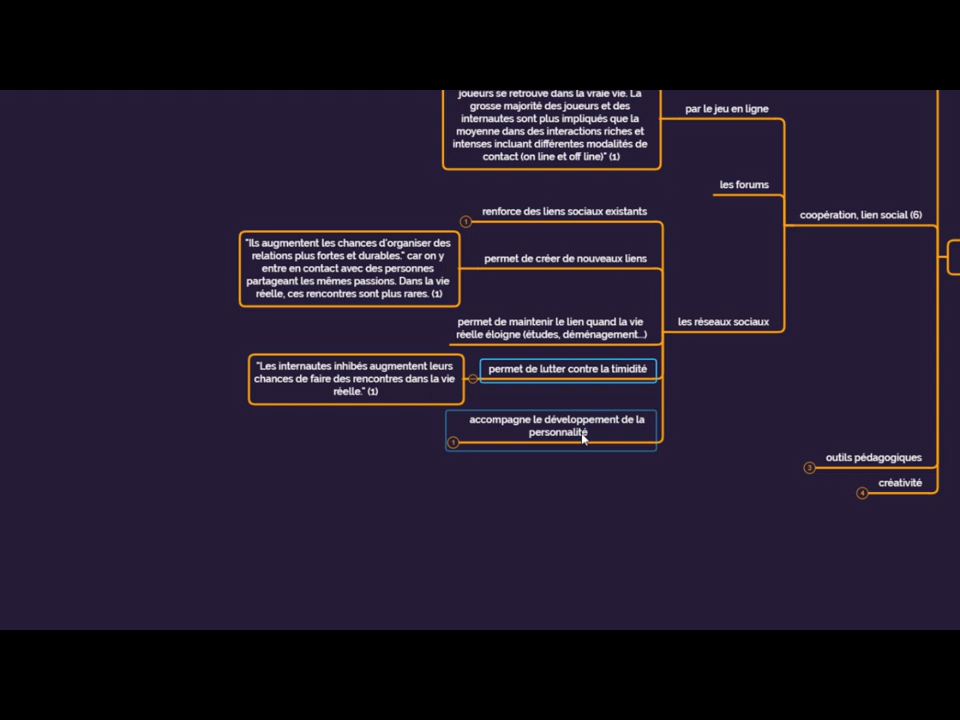 joueurs se retrouve dans la vraie vie. La
grosse majorité des joueurs et des
internautes sont plus impliqués que la
moyenne dans des interactions riches et
intenses incluant différentes modalités de
contact (on line et off line)" (1)
par le jeu en ligne
les forums
coopération, lien social (6)
renforce des liens sociaux existants
1
"Ils augmentent les chances d'organiser des
relations plus fortes et durables." car on y
entre en contact avec des personnes
partageant les mêmes passions. Dans la vie
réelle, ces rencontres sont plus rares. (1)
permet de créer de nouveaux liens
permet de maintenir le lien quand la vie
réelle éloigne (études, déménagement...)
les réseaux sociaux
"Les internautes inhibés augmentent leurs
chances de faire des rencontres dans la vie
réelle." (1)
permet de lutter contre la timidité
accompagne le développement de la
personnalité
1
outils pédagogiques
3
créativité
4